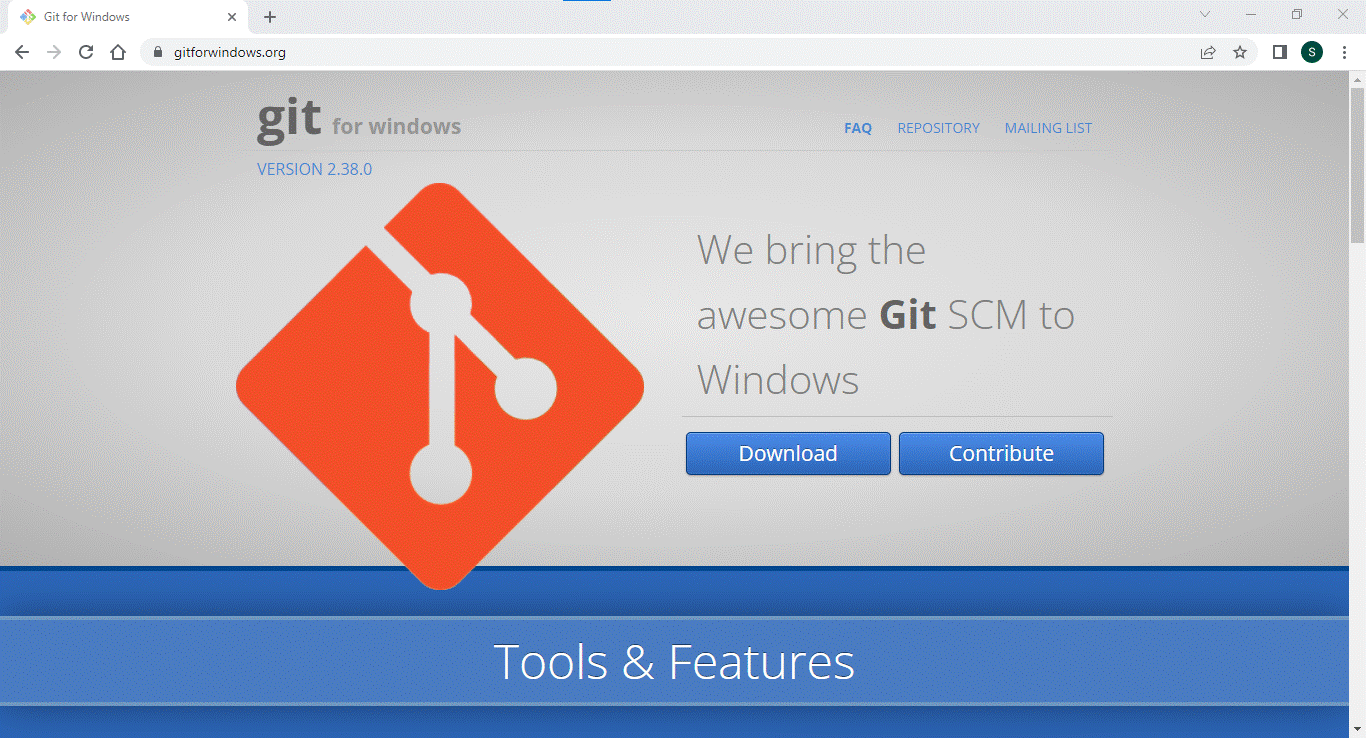 Git for Windows
gitforwindows.org
S
git for windows
FAQ REPOSITORY MAILING LIST
VERSION 2.38.0
We bring the
awesome Git SCM to
Windows
Download Contribute
Tools & Features